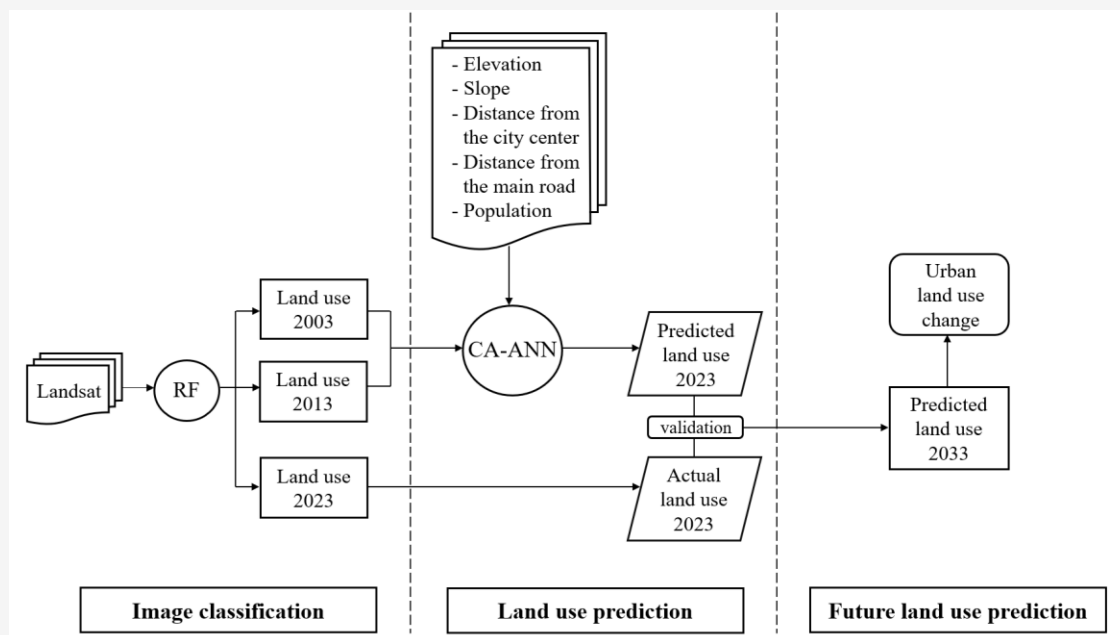 - Elevation
- Slope
- Distance from
the city center
- Distance from
the main road
- Population
Landsat
RF
Land use
2003
Land use
2013
Land use
2023
CA-ANN
Predicted
land use
2023
validation
Actual
land use
2023
Urban
land use
change
Predicted
land use
2033
Image classification
Land use prediction
Future land use prediction